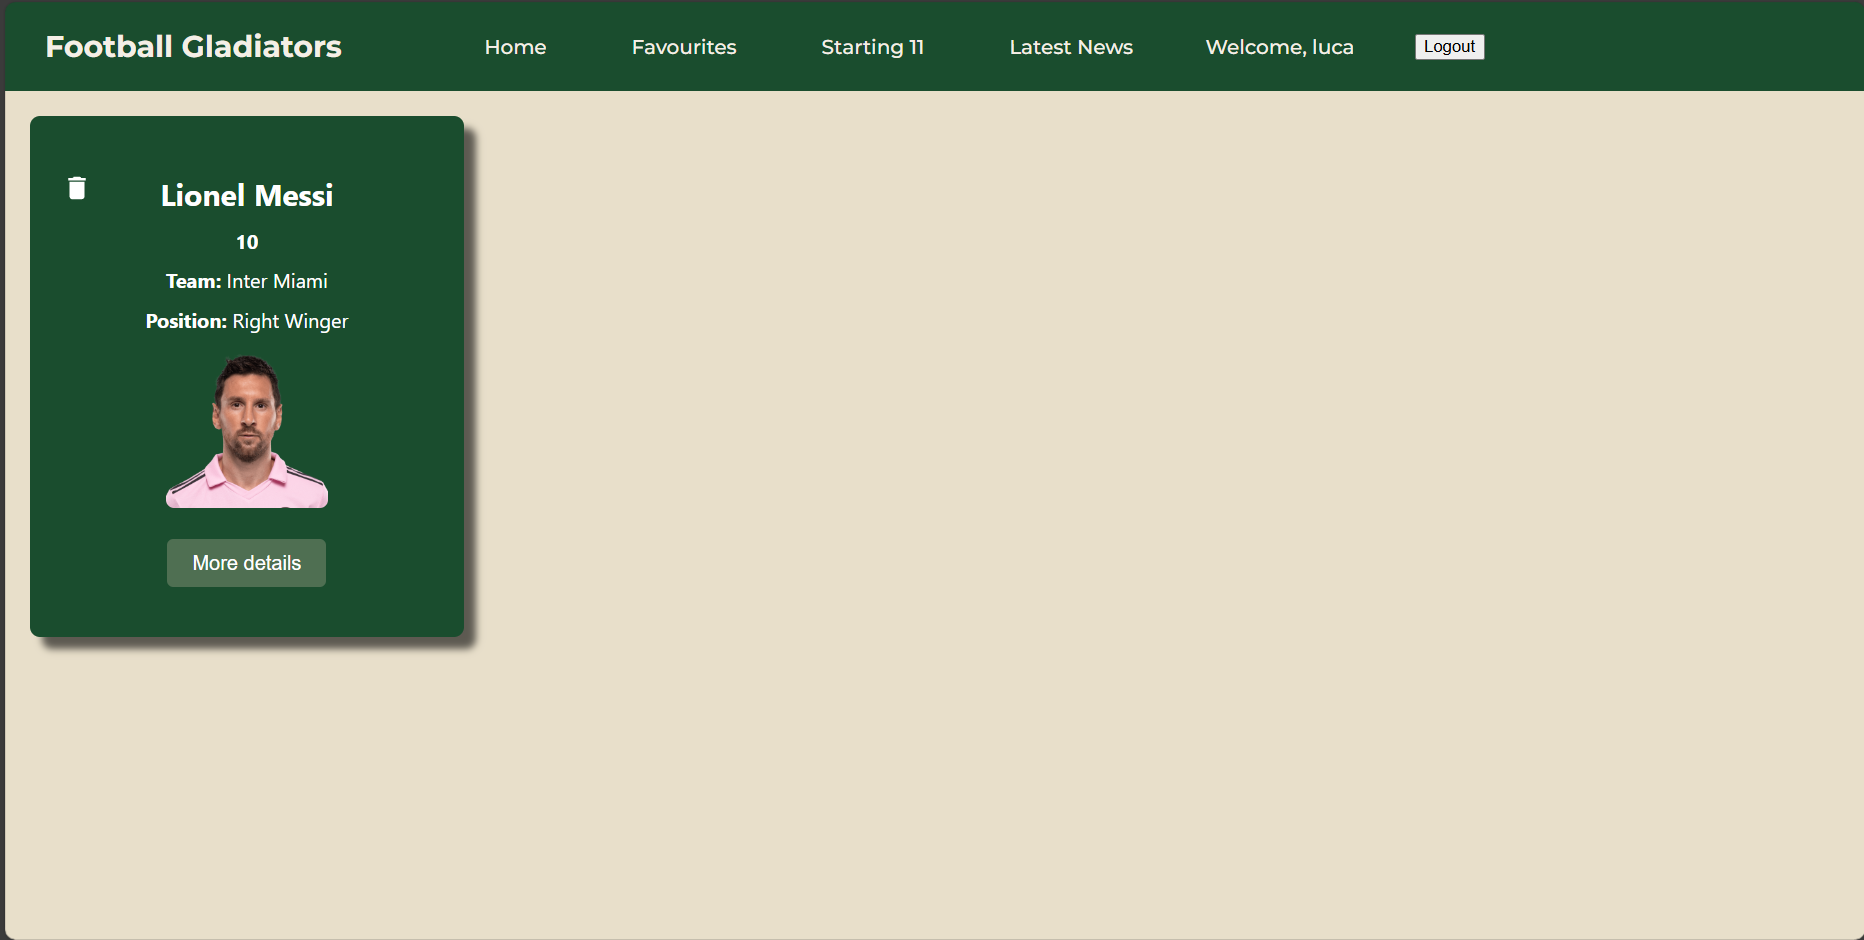 Football Gladiators Home Favourites Starting 11 Latest News Welcome, luca Logout
Lionel Messi
10
Team: Inter Miami
Position: Right Winger
More details